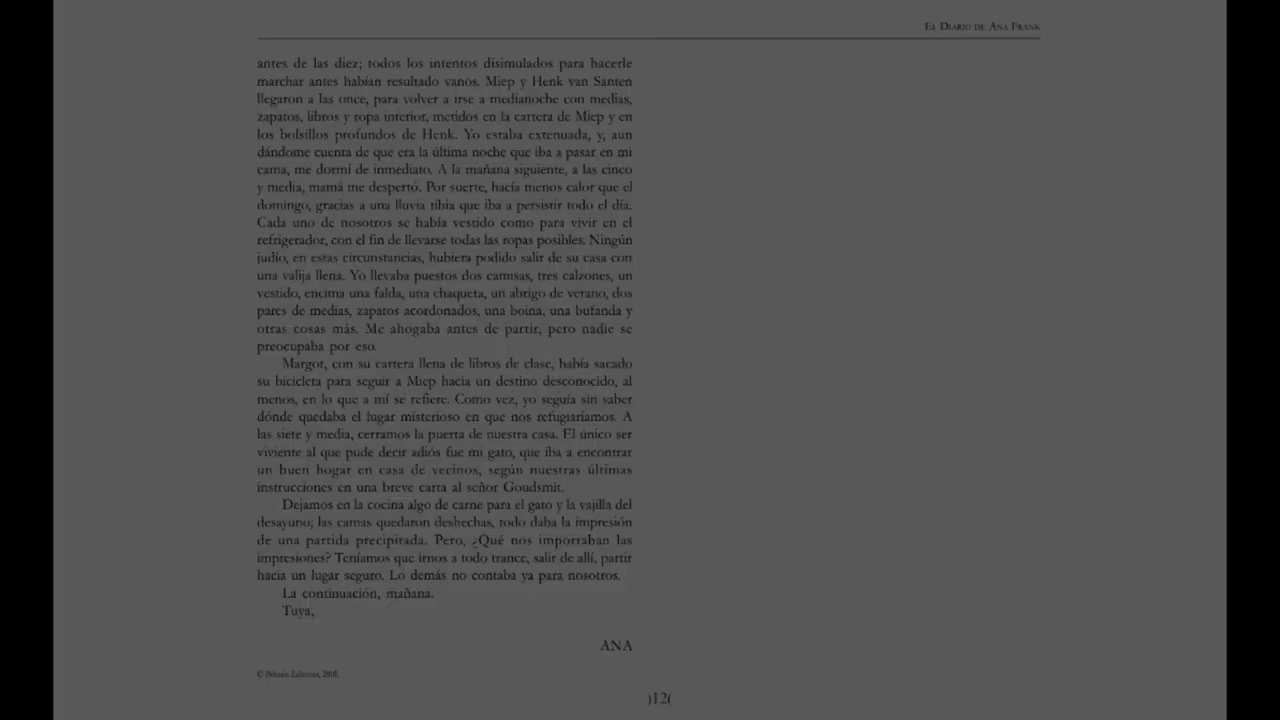 EL DIARIO DE ANA FRANK
antes de las diez; todos los intentos disimulados para hacerle
marchar antes habían resultado vanos. Miep y Henk van Santen
llegaron a las once, para volver a irse a medianoche con medias,
zapatos, libros y ropa interior, metidos en la cartera de Miep y en
los bolsillos profundos de Henk. Yo estaba extenuada, y, aun
dándome cuenta de que era la última noche que iba a pasar en mi
cama, me dormí de inmediato. A la mañana siguiente, a las cinco
y media, mamá me despertó. Por suerte, hacía menos calor que el
domingo, gracias a una lluvia tibia que iba a persistir todo el día.
Cada uno de nosotros se había vestido como para vivir en el
refrigerador, con el fin de llevarse todas las ropas posibles. Ningún
judío, en estas circunstancias, hubiera podido salir de su casa con
una valija llena. Yo llevaba puestos dos camisas, tres calzones, un
vestido, encima una falda, una chaqueta, un abrigo de verano, dos
pares de medias, zapatos acordonados, una boina, una bufanda y
otras cosas más. Me ahogaba antes de partir, pero nadie se
preocupaba por eso.
Margot, con su cartera llena de libros de clase, había sacado
su bicicleta para seguir a Miep hacia un destino desconocido, al
menos, en lo que a mí se refiere. Como vez, yo seguía sin saber
dónde quedaba el lugar misterioso en que nos refugiaríamos. A
las siete y media, cerramos la puerta de nuestra casa. El único ser
viviente al que pude decir adiós fue mi gato, que iba a encontrar
un buen hogar en casa de vecinos, según nuestras últimas
instrucciones en una breve carta al señor Goudsmit.
Dejamos en la cocina algo de carne para el gato y la vajilla del
desayuno; las camas quedaron deshechas, todo daba la impresión
de una partida precipitada. Pero, ¿Qué nos importaban las
impresiones? Teníamos que irnos a todo trance, salir de allí, partir
hacia un lugar seguro. Lo demás no contaba ya para nosotros.
La continuación, mañana.
Tuya,
ANA
© Pehuén Editores, 2001.
)12(